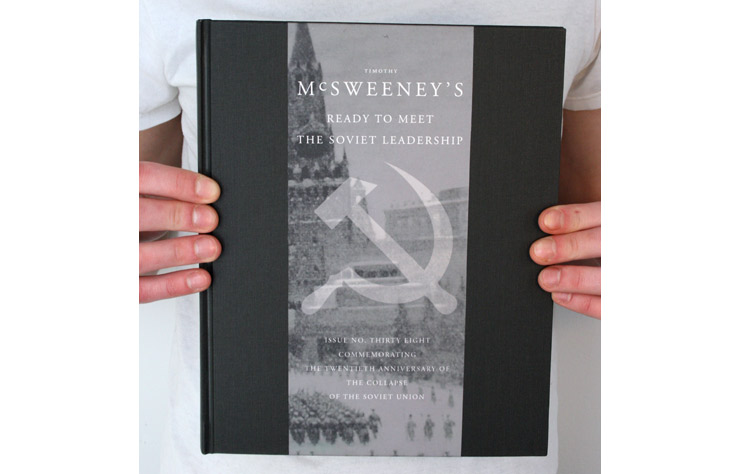 TIMOTHY
McSWEENEY'S
READY TO MEET
THE SOVIET LEADERSHIP
ISSUE NO. THIRTY EIGHT
COMMEMORATING
THE TWENTIETH ANNIVERSARY OF
THE COLLAPSE
OF THE SOVIET UNION